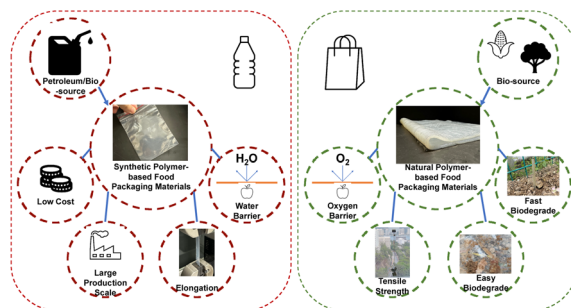 Petroleum/Bio
-source
Synthetic Polymer-
based Food
Packaging Materials
Low Cost
Large
Production
Scale
Elongation
H₂O
Water
Barrier
Bio-source
Natural Polymer-
based Food
Packaging Materials
O₂
Oxygen
Barrier
Tensile
Strength
Easy
Biodegrade
Fast
Biodegrade